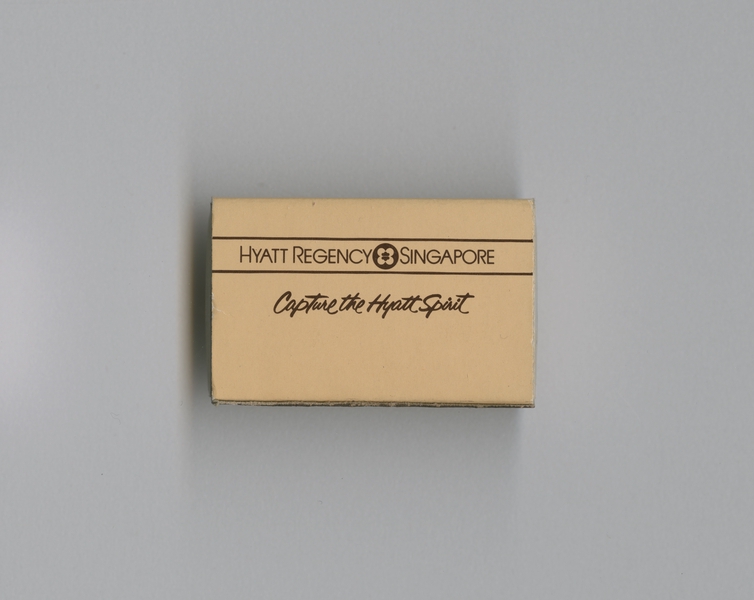 HYATT REGENCY SINGAPORE
Capture the Hyatt Spirit